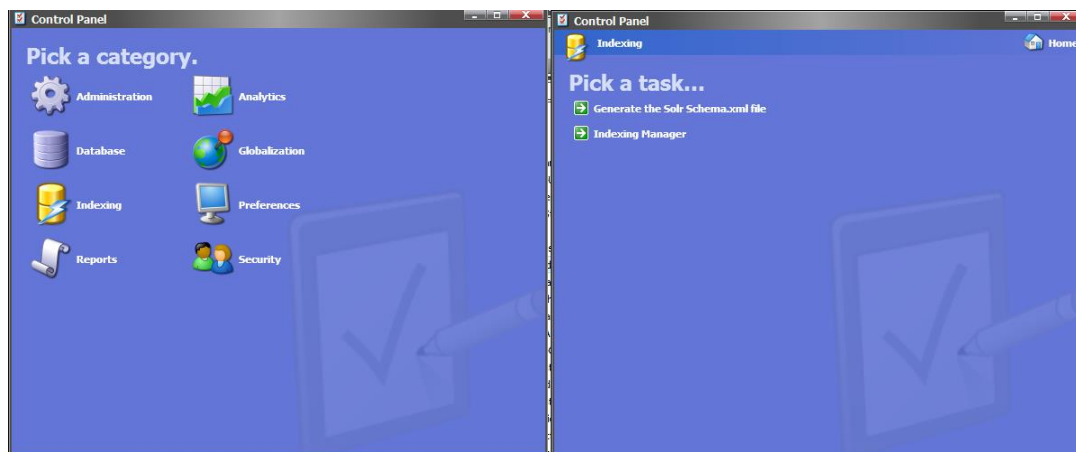 Control Panel
Pick a category.
Administration
Analytics
Database
Globalization
Indexing
Preferences
Reports
Security
Control Panel
Indexing
Home
Pick a task...
Generate the Solr Schema.xml file
Indexing Manager